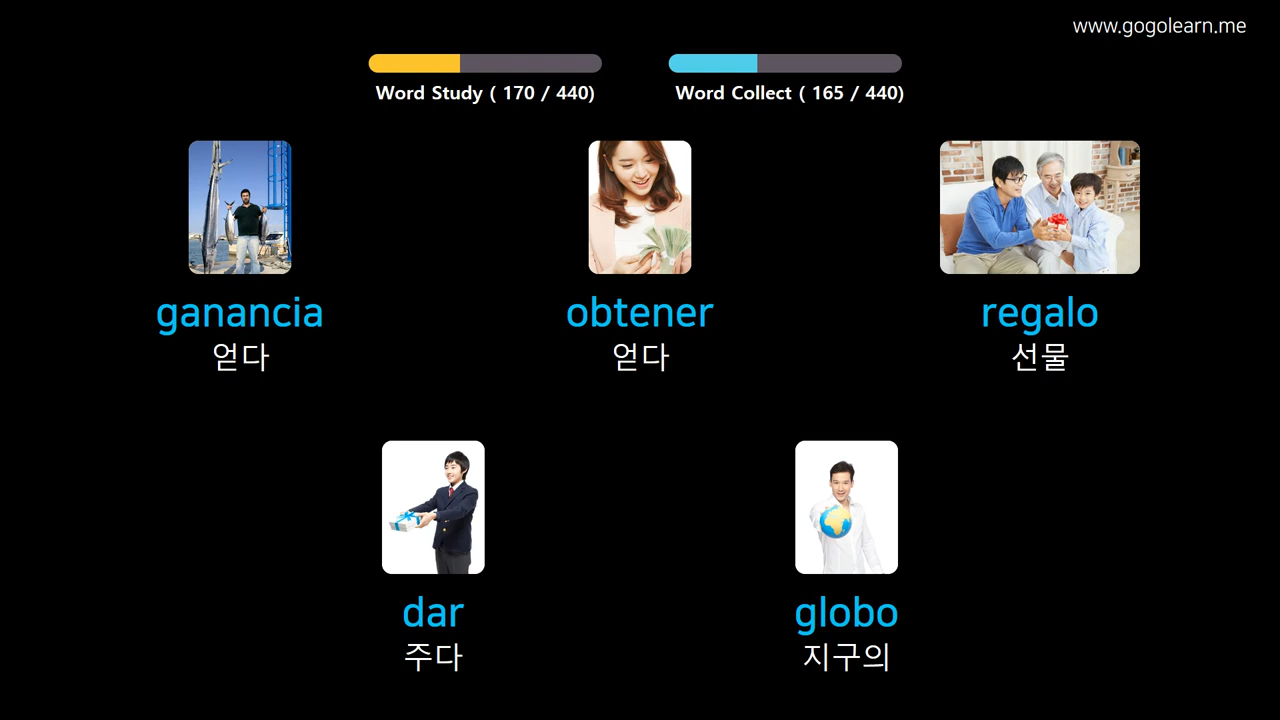 www.gogolearn.me
Word Study ( 170 / 440)
Word Collect ( 165 / 440)
ganancia
얻다
obtener
얻다
regalo
선물
dar
주다
globo
지구의